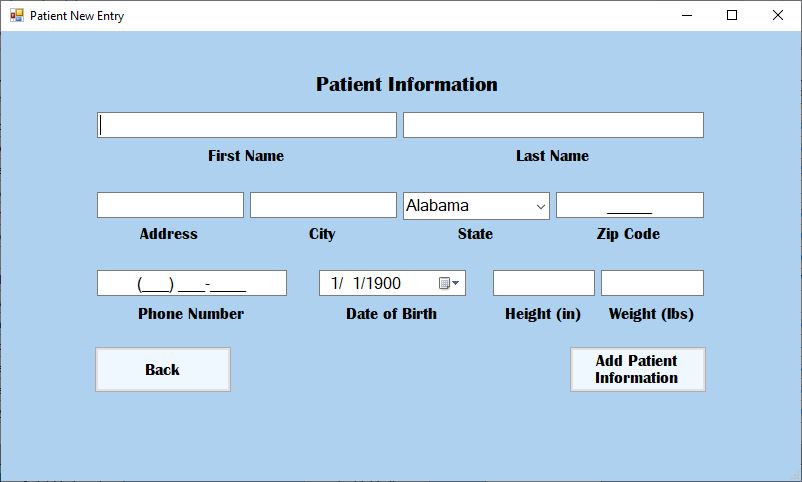 Patient New Entry
Patient Information
First Name Last Name
Alabama _____
Address City State Zip Code
(___) ___-____ 1/ 1/1900
Phone Number Date of Birth Height (in) Weight (lbs)
Back
Add Patient
Information